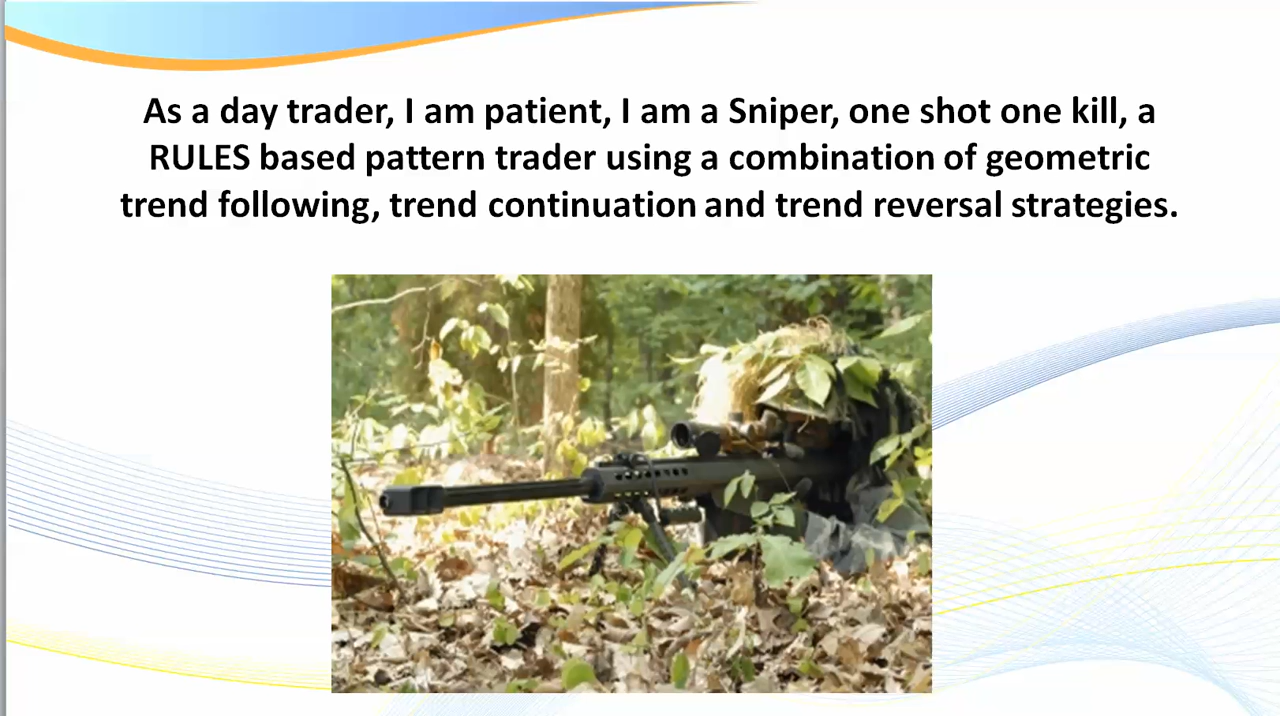 As a day trader, I am patient, I am a Sniper, one shot one kill, a
RULES based pattern trader using a combination of geometric
trend following, trend continuation and trend reversal strategies.